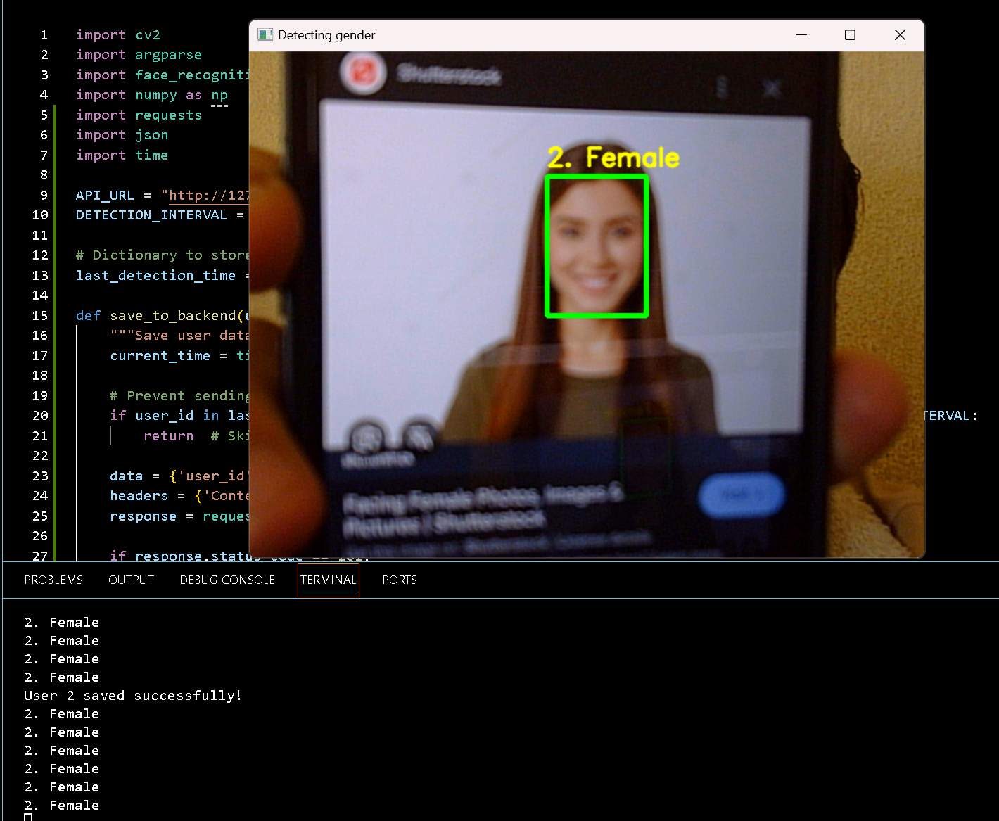 Detecting gender
1 import cv2
2 import argparse
3 import face_recogniti
4 import numpy as np
5 import requests
6 import json
7 import time
8
9 API_URL = "http://127
10 DETECTION_INTERVAL =
11
12 # Dictionary to store
13 last_detection_time =
14
15 def save_to_backend(u
16 """Save user data
17 current_time = ti
18
19 # Prevent sending
20 if user_id in las TERVAL:
21 return # Ski
22
23 data = {'user_id'
24 headers = {'Conte
25 response = reques
26
27 if response.status_code == 201:
Shutterstock
2. Female
Facing Female Photos, Images &
Pictures | Shutterstock
PROBLEMS OUTPUT DEBUG CONSOLE TERMINAL PORTS
2. Female
2. Female
2. Female
2. Female
User 2 saved successfully!
2. Female
2. Female
2. Female
2. Female
2. Female
2. Female